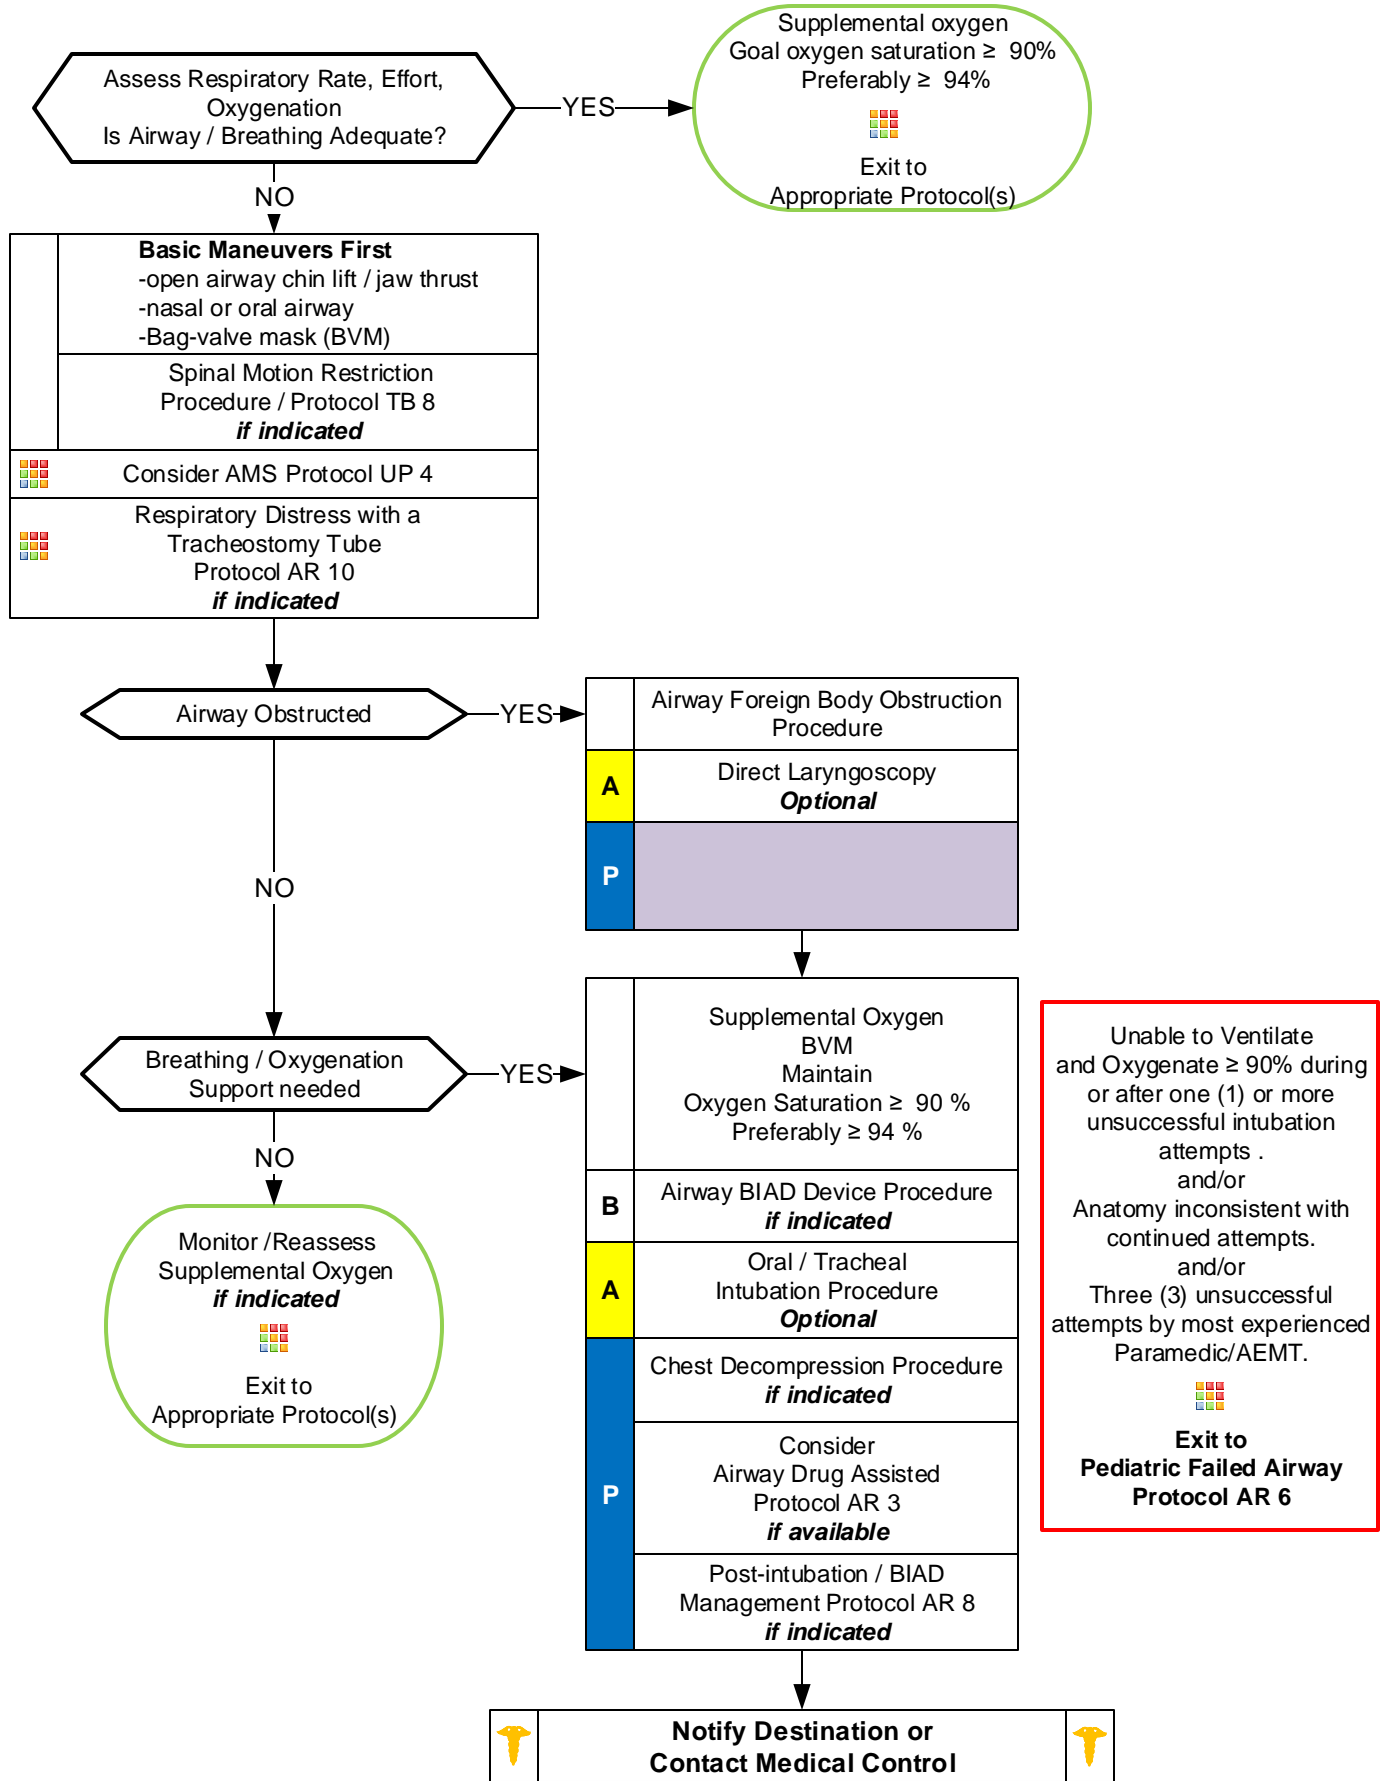 Assess Respiratory Rate, Effort,
Oxygenation
Is Airway / Breathing Adequate?
YES
Supplemental oxygen
Goal oxygen saturation ≥ 90%
Preferably ≥ 94%
Exit to
Appropriate Protocol(s)
NO
Basic Maneuvers First
-open airway chin lift / jaw thrust
-nasal or oral airway
-Bag-valve mask (BVM)
Spinal Motion Restriction
Procedure / Protocol TB 8
if indicated
Consider AMS Protocol UP 4
Respiratory Distress with a
Tracheostomy Tube
Protocol AR 10
if indicated
Airway Obstructed
YES
Airway Foreign Body Obstruction
Procedure
A
Direct Laryngoscopy
Optional
P
NO
Breathing / Oxygenation
Support needed
YES
Supplemental Oxygen
BVM
Maintain
Oxygen Saturation ≥ 90 %
Preferably ≥ 94 %
B
Airway BIAD Device Procedure
if indicated
A
Oral / Tracheal
Intubation Procedure
Optional
P
Chest Decompression Procedure
if indicated
Consider
Airway Drug Assisted
Protocol AR 3
if available
Post-intubation / BIAD
Management Protocol AR 8
if indicated
Unable to Ventilate
and Oxygenate ≥ 90% during
or after one (1) or more
unsuccessful intubation
attempts .
and/or
Anatomy inconsistent with
continued attempts.
and/or
Three (3) unsuccessful
attempts by most experienced
Paramedic/AEMT.
Exit to
Pediatric Failed Airway
Protocol AR 6
NO
Monitor /Reassess
Supplemental Oxygen
if indicated
Exit to
Appropriate Protocol(s)
Notify Destination or
Contact Medical Control